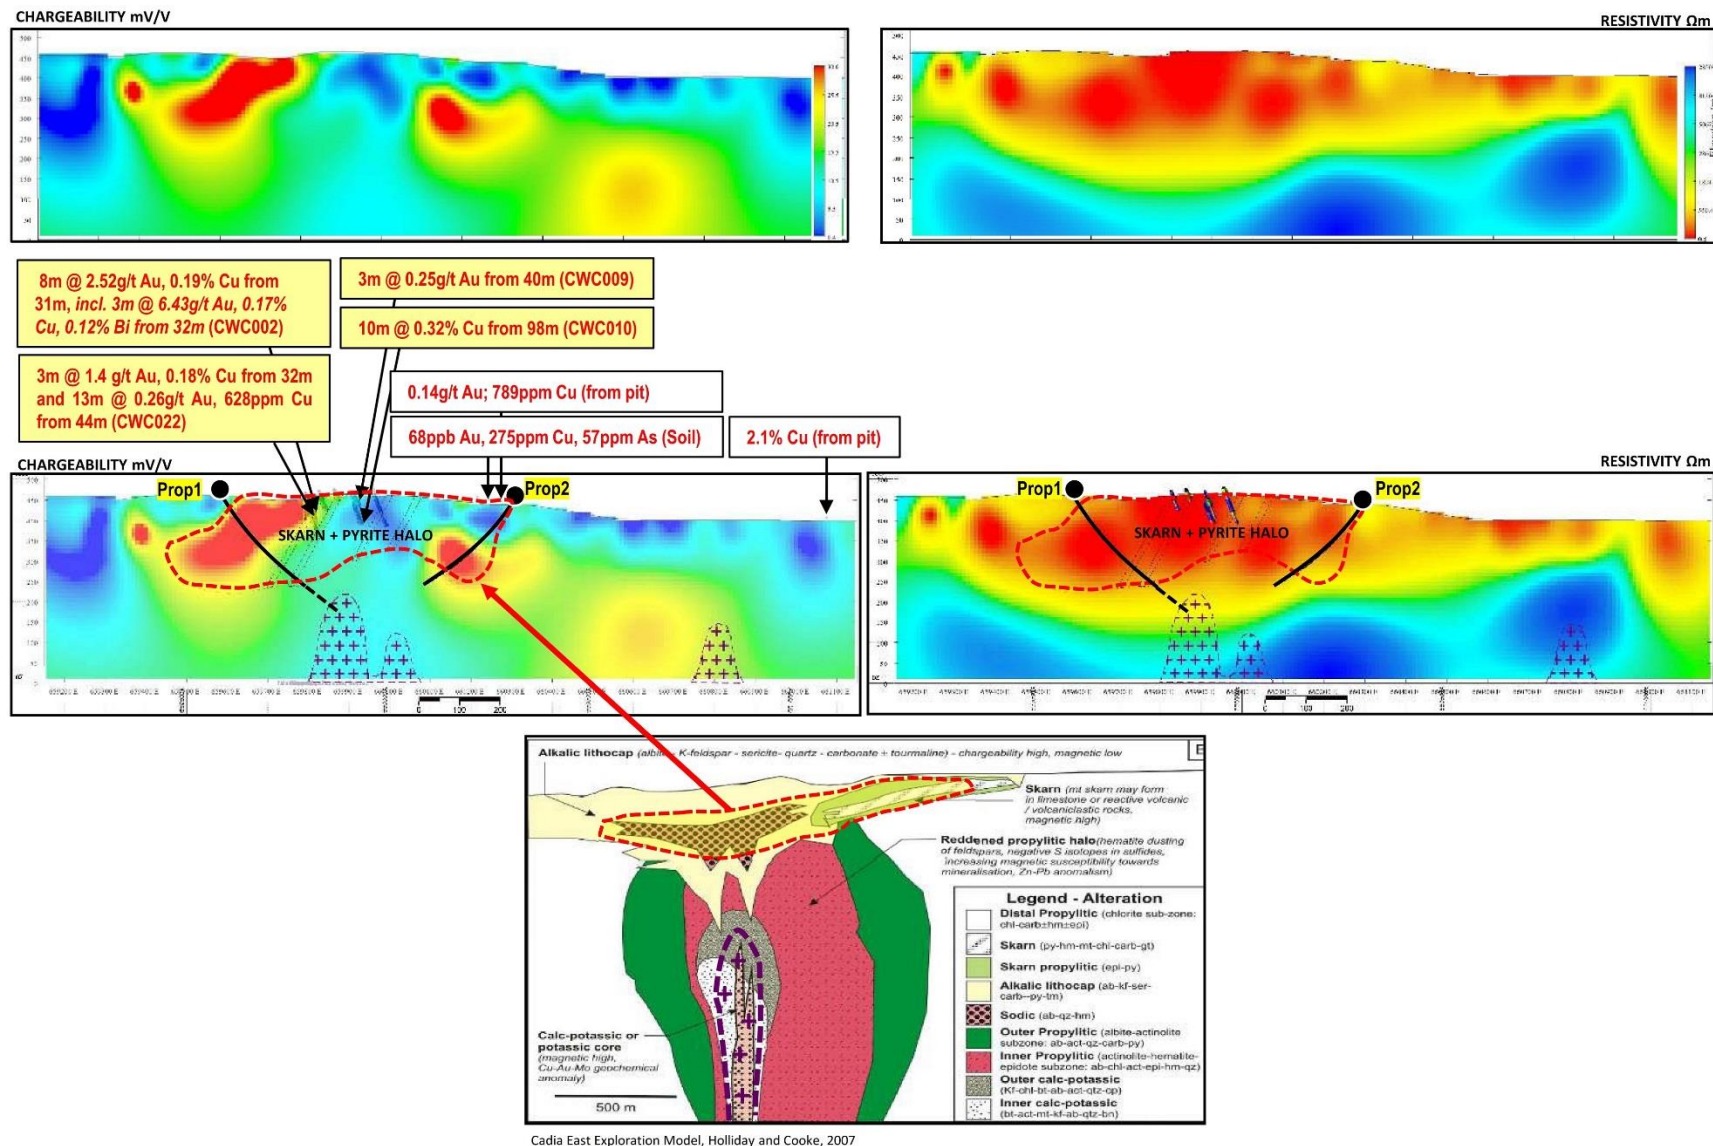 CHARGEABILITY mV/V
RESISTIVITY Ωm
8m @ 2.52g/t Au, 0.19% Cu from
31m, incl. 3m @ 6.43g/t Au, 0.17%
Cu, 0.12% Bi from 32m (CWC002)
3m @ 0.25g/t Au from 40m (CWC009)
10m @ 0.32% Cu from 98m (CWC010)
3m @ 1.4 g/t Au, 0.18% Cu from 32m
and 13m @ 0.26g/t Au, 628ppm Cu
from 44m (CWC022)
0.14g/t Au; 789ppm Cu (from pit)
68ppb Au, 275ppm Cu, 57ppm As (Soil)
2.1% Cu (from pit)
CHARGEABILITY mV/V
RESISTIVITY Ωm
Prop1
Prop2
SKARN + PYRITE HALO
Prop1
Prop2
SKARN + PYRITE HALO
0 100 200
0 100 200
Alkalic lithocap (albite - K-feldspar - sericite- quartz - carbonate ± tourmaline) - chargeability high, magnetic low
E
Skarn (mt skarn may form
in limestone or reactive volcanic
/ volcaniclastic rocks,
magnetic high)
Reddened propylitic halo(hematite dusting
of feldspars, negative S isotopes in sulfides,
increasing magnetic susceptibility towards
mineralisation, Zn-Pb anomalism)
Calc-potassic or
potassic core
(magnetic high,
Cu-Au-Mo geochemical
anomaly)
500 m
Legend - Alteration
Distal Propylitic (chlorite sub-zone:
chl-carb±hm±epi)
Skarn (py-hm-mt-chl-carb-gt)
Skarn propylitic (epi-py)
Alkalic lithocap (ab-kf-ser-
carb--py-tm)
Sodic (ab-qz-hm)
Outer Propylitic (albite-actinolite
subzone: ab-act-qz-carb-py)
Inner Propylitic (actinolite-hematite-
epidote subzone: ab-chl-act-epi-hm-qz)
Outer calc-potassic
(Kf-chl-bt-ab-act-qtz-cp)
Inner calc-potassic
(bt-act-mt-kf-ab-qtz-bn)
Cadia East Exploration Model, Holliday and Cooke, 2007